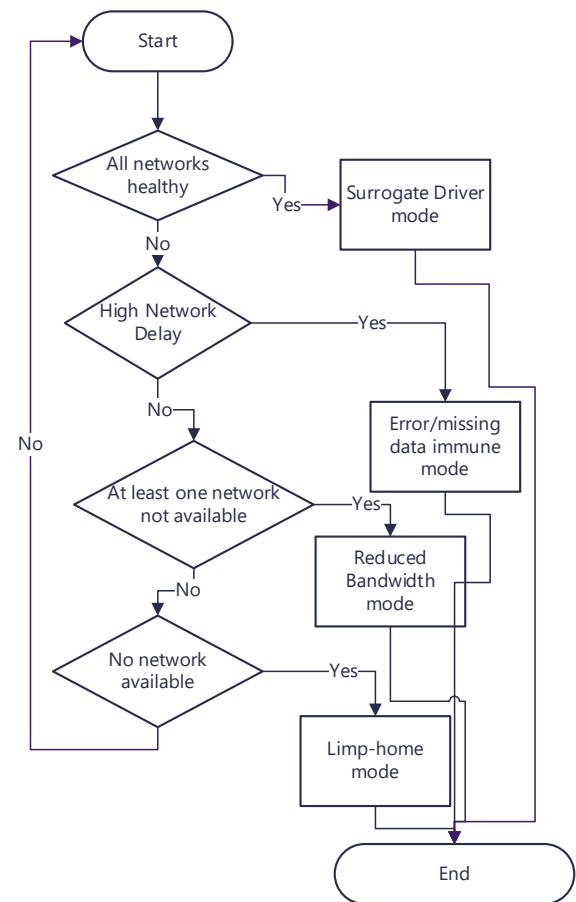 Start
All networks
healthy
Yes
Surrogate Driver
mode
No
High Network
Delay
Yes
No
Error/missing
data immune
mode
No
At least one network
not available
Yes
Reduced
Bandwidth
mode
No
No network
available
Yes
Limp-home
mode
End